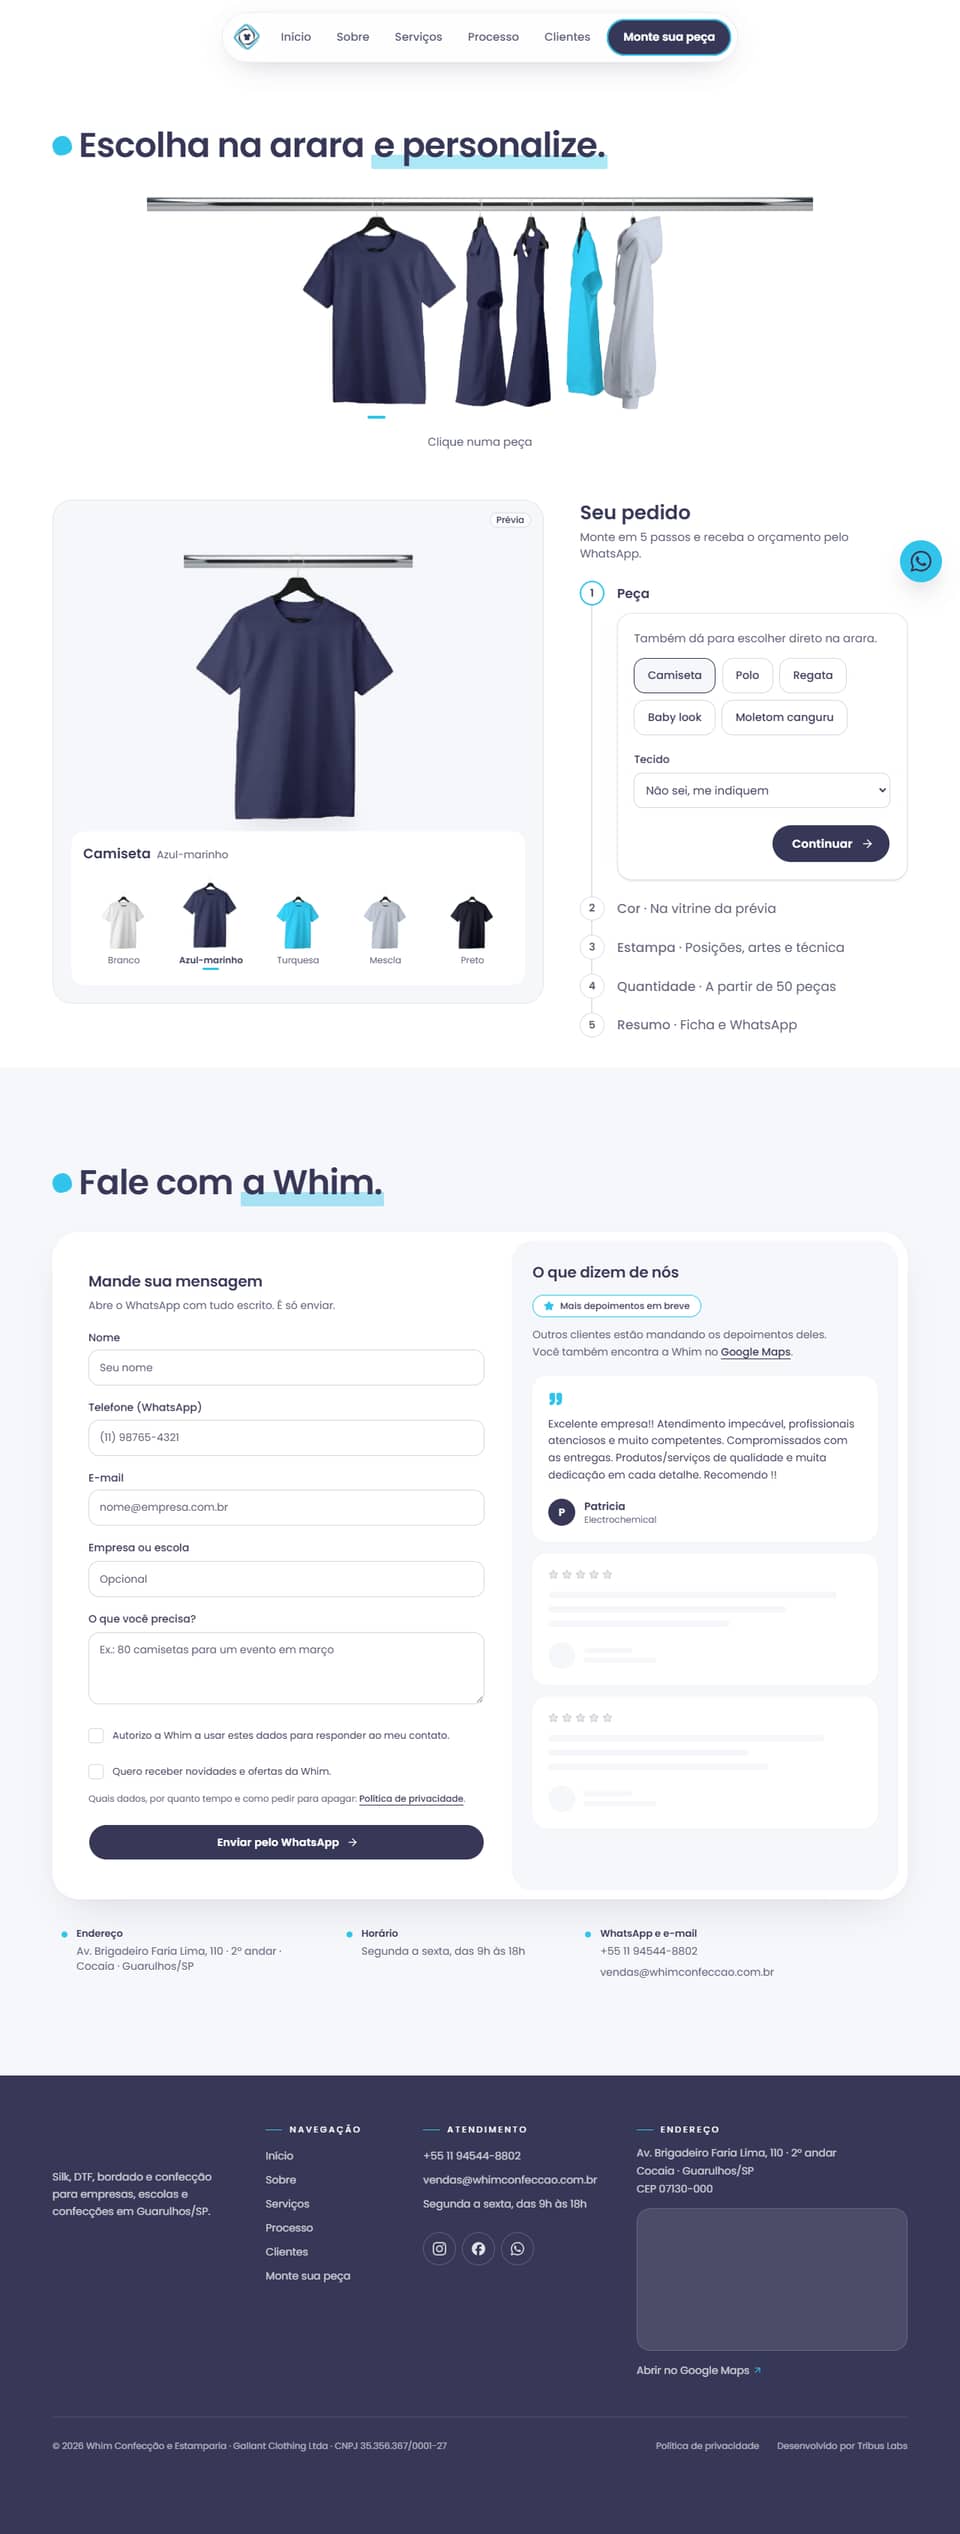 Início Sobre Serviços Processo Clientes Monte sua peça
Escolha na arara e personalize.
Clique numa peça
Prévia
Camiseta Azul-marinho
Branco Azul-marinho Turquesa Mescla Preto
Seu pedido
Monte em 5 passos e receba o orçamento pelo
WhatsApp.
1 Peça
Também dá para escolher direto na arara.
Camiseta Polo Regata
Baby look Moletom canguru
Tecido
Não sei, me indiquem
Continuar →
2 Cor · Na vitrine da prévia
3 Estampa · Posições, artes e técnica
4 Quantidade · A partir de 50 peças
5 Resumo · Ficha e WhatsApp
Fale com a Whim.
Mande sua mensagem
Abre o WhatsApp com tudo escrito. É só enviar.
Nome
Seu nome
Telefone (WhatsApp)
(11) 98765-4321
E-mail
nome@empresa.com.br
Empresa ou escola
Opcional
O que você precisa?
Ex.: 80 camisetas para um evento em março
Autorizo a Whim a usar estes dados para responder ao meu contato.
Quero receber novidades e ofertas da Whim.
Quais dados, por quanto tempo e como pedir para apagar: Política de privacidade.
Enviar pelo WhatsApp →
O que dizem de nós
Mais depoimentos em breve
Outros clientes estão mandando os depoimentos deles.
Você também encontra a Whim no Google Maps.
Excelente empresa!! Atendimento impecável, profissionais
atenciosos e muito competentes. Compromissados com
as entregas. Produtos/serviços de qualidade e muita
dedicação em cada detalhe. Recomendo !!
P Patricia
Electrochemical
Endereço
Av. Brigadeiro Faria Lima, 110 · 2º andar ·
Cocaia · Guarulhos/SP
Horário
Segunda a sexta, das 9h às 18h
WhatsApp e e-mail
+55 11 94544-8802
vendas@whimconfeccao.com.br
Silk, DTF, bordado e confecção
para empresas, escolas e
confecções em Guarulhos/SP.
NAVEGAÇÃO
Início
Sobre
Serviços
Processo
Clientes
Monte sua peça
ATENDIMENTO
+55 11 94544-8802
vendas@whimconfeccao.com.br
Segunda a sexta, das 9h às 18h
ENDEREÇO
Av. Brigadeiro Faria Lima, 110 · 2º andar
Cocaia · Guarulhos/SP
CEP 07130-000
Abrir no Google Maps ↗
© 2026 Whim Confecção e Estamparia · Gallant Clothing Ltda · CNPJ 35.356.367/0001-27
Política de privacidade Desenvolvido por Tribus Labs